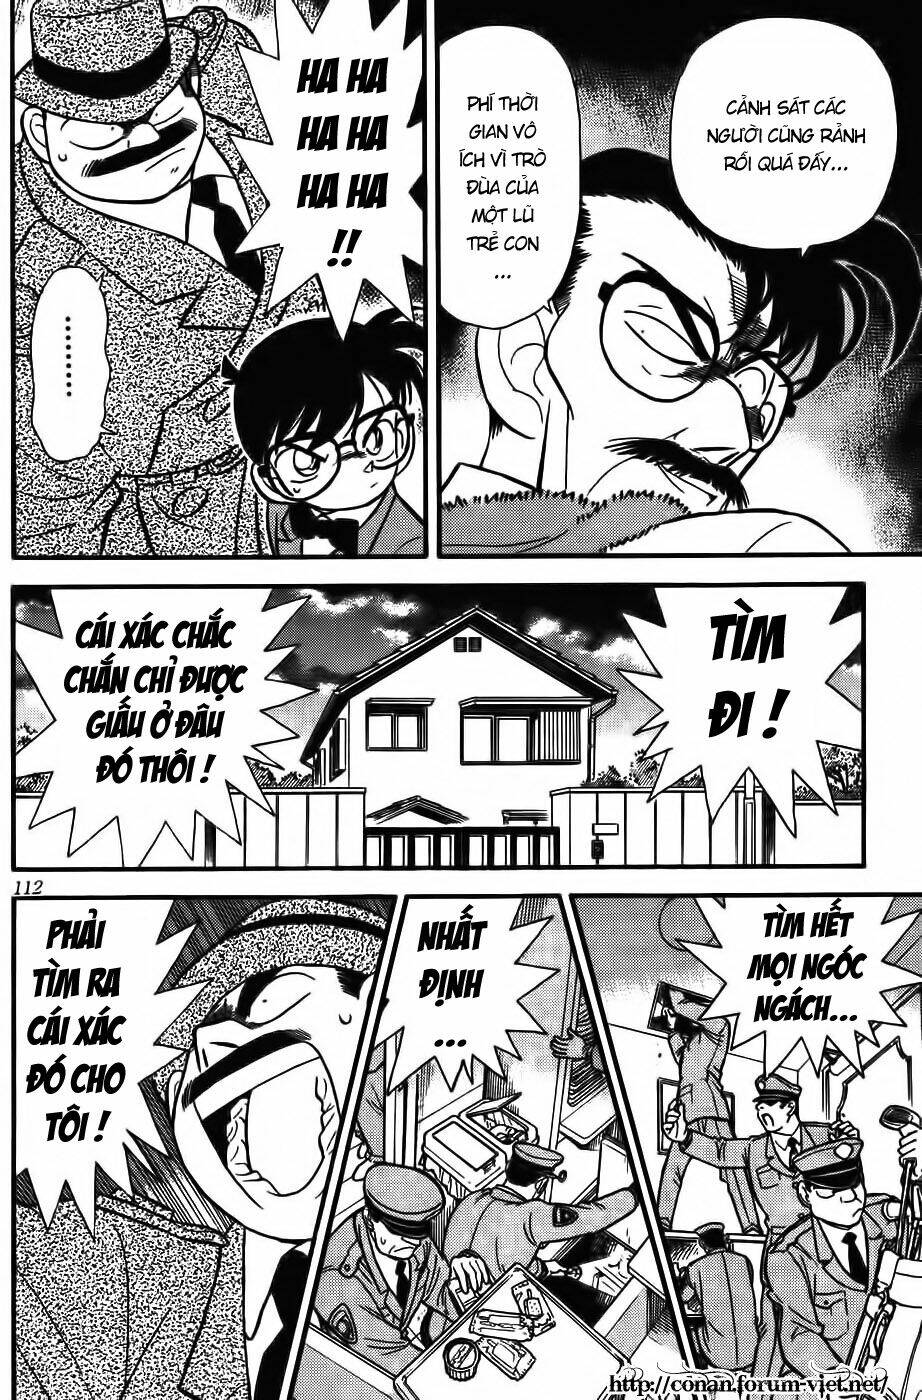 CẢNH SÁT CÁC
NGƯỜI CŨNG RẢNH
RỖI QUÁ ĐẤY...
PHÍ THỜI
GIAN VÔ
ÍCH VÌ TRÒ
ĐÙA CỦA
MỘT LŨ
TRẺ CON
...
HA HA
HA HA
HA HA
!!
.........
TÌM
ĐI !
CÁI XÁC CHẮC
CHẮN CHỈ ĐƯỢC
GIẤU Ở ĐÂU
ĐÓ THÔI !
112
TÌM HẾT
MỌI NGÓC
NGÁCH...
NHẤT
ĐỊNH
...
PHẢI
TÌM RA
CÁI XÁC
ĐÓ CHO
TÔI !
http://conan.forum-viet.net/